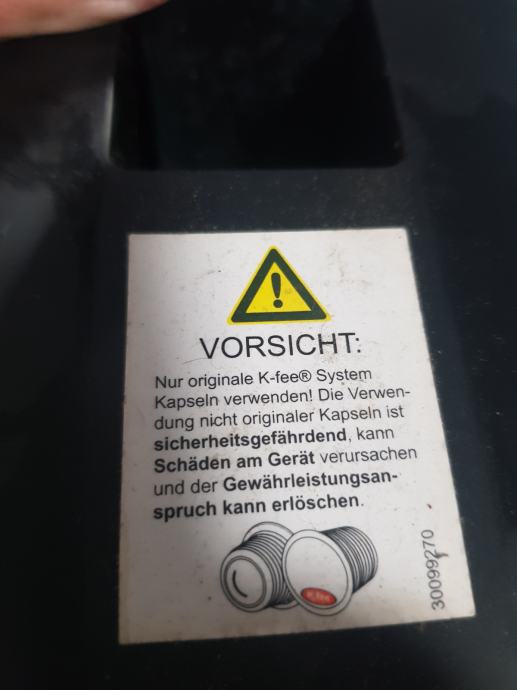 VORSICHT:
Nur originale K-fee® System
Kapseln verwenden! Die Verwen-
dung nicht originaler Kapseln ist
sicherheitsgefährdend, kann
Schäden am Gerät verursachen
und der Gewährleistungsan-
spruch kann erlöschen.
K-fee
30099270